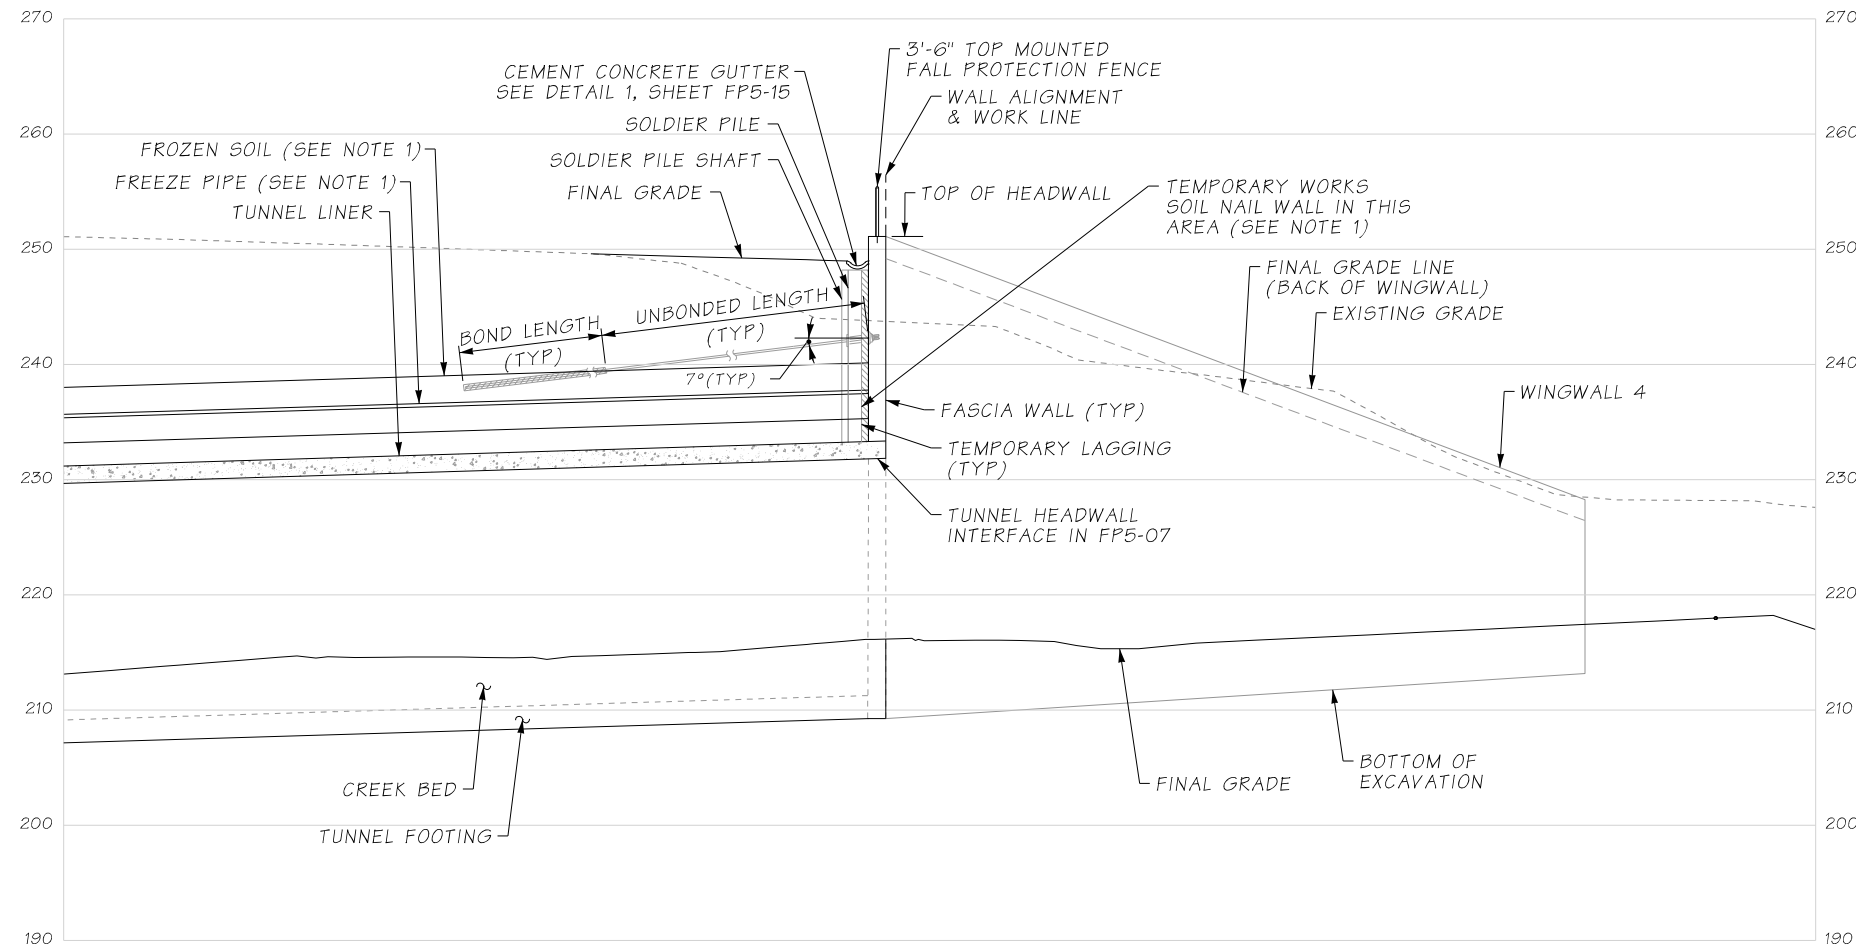 270
270
3'-6" TOP MOUNTED
FALL PROTECTION FENCE
CEMENT CONCRETE GUTTER
SEE DETAIL 1, SHEET FP5-15
WALL ALIGNMENT
& WORK LINE
SOLDIER PILE
260
260
FROZEN SOIL (SEE NOTE 1)
SOLDIER PILE SHAFT
FREEZE PIPE (SEE NOTE 1)
FINAL GRADE
TOP OF HEADWALL
TEMPORARY WORKS
SOIL NAIL WALL IN THIS
AREA (SEE NOTE 1)
TUNNEL LINER
250
250
FINAL GRADE LINE
(BACK OF WINGWALL)
EXISTING GRADE
UNBONDED LENGTH
(TYP)
BOND LENGTH
(TYP)
240
240
7°(TYP)
WINGWALL 4
FASCIA WALL (TYP)
TEMPORARY LAGGING
(TYP)
230
230
TUNNEL HEADWALL
INTERFACE IN FP5-07
220
220
210
210
CREEK BED
FINAL GRADE
BOTTOM OF
EXCAVATION
200
200
TUNNEL FOOTING
190
190